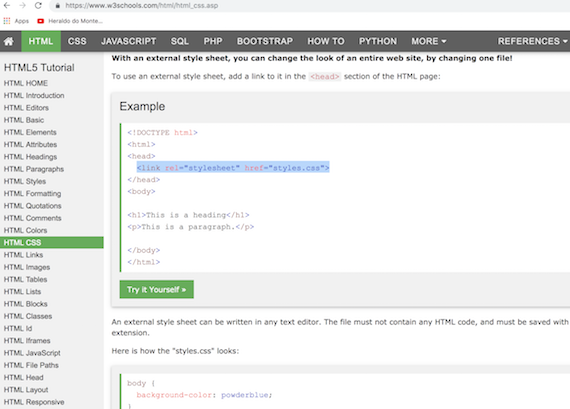 https://www.w3schools.com/html/html_css.asp
Apps Heraldo do Monte...
HTML CSS JAVASCRIPT SQL PHP BOOTSTRAP HOW TO PYTHON MORE REFERENCES
HTML5 Tutorial
HTML HOME
HTML Introduction
HTML Editors
HTML Basic
HTML Elements
HTML Attributes
HTML Headings
HTML Paragraphs
HTML Styles
HTML Formatting
HTML Quotations
HTML Comments
HTML Colors
HTML CSS
HTML Links
HTML Images
HTML Tables
HTML Lists
HTML Blocks
HTML Classes
HTML Id
HTML Iframes
HTML JavaScript
HTML File Paths
HTML Head
HTML Layout
HTML Responsive
With an external style sheet, you can change the look of an entire web site, by changing one file!
To use an external style sheet, add a link to it in the <head> section of the HTML page:
Example
<!DOCTYPE html>
<html>
<head>
<link rel="stylesheet" href="styles.css">
</head>
<body>
<h1>This is a heading</h1>
<p>This is a paragraph.</p>
</body>
</html>
Try it Yourself »
An external style sheet can be written in any text editor. The file must not contain any HTML code, and must be saved with
extension.
Here is how the "styles.css" looks:
body {
background-color: powderblue;
}